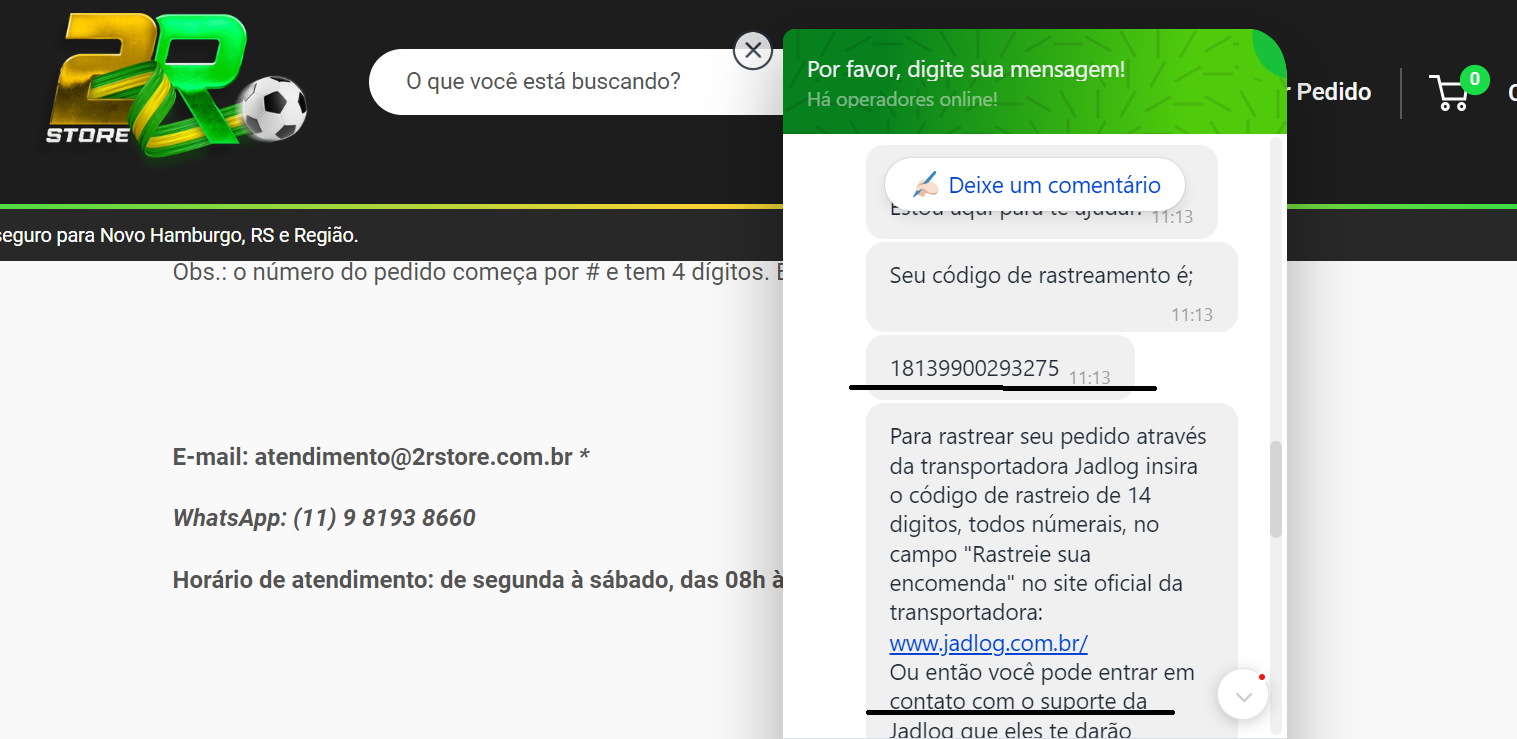 2R
STORE
O que você está buscando?
Pedido
0
seguro para Novo Hamburgo, RS e Região.
Obs.: o número do pedido começa por # e tem 4 dígitos.
E-mail: atendimento@2rstore.com.br *
WhatsApp: (11) 9 8193 8660
Horário de atendimento: de segunda à sábado, das 08h à
Por favor, digite sua mensagem!
Há operadores online!
Deixe um comentário
Estou aqui para te ajudar!
11:13
Seu código de rastreamento é;
11:13
18139900293275
11:13
Para rastrear seu pedido através
da transportadora Jadlog insira
o código de rastreio de 14
digitos, todos númerais, no
campo "Rastreie sua
encomenda" no site oficial da
transportadora:
www.jadlog.com.br/
Ou então você pode entrar em
contato com o suporte da
Jadlog que eles te darão